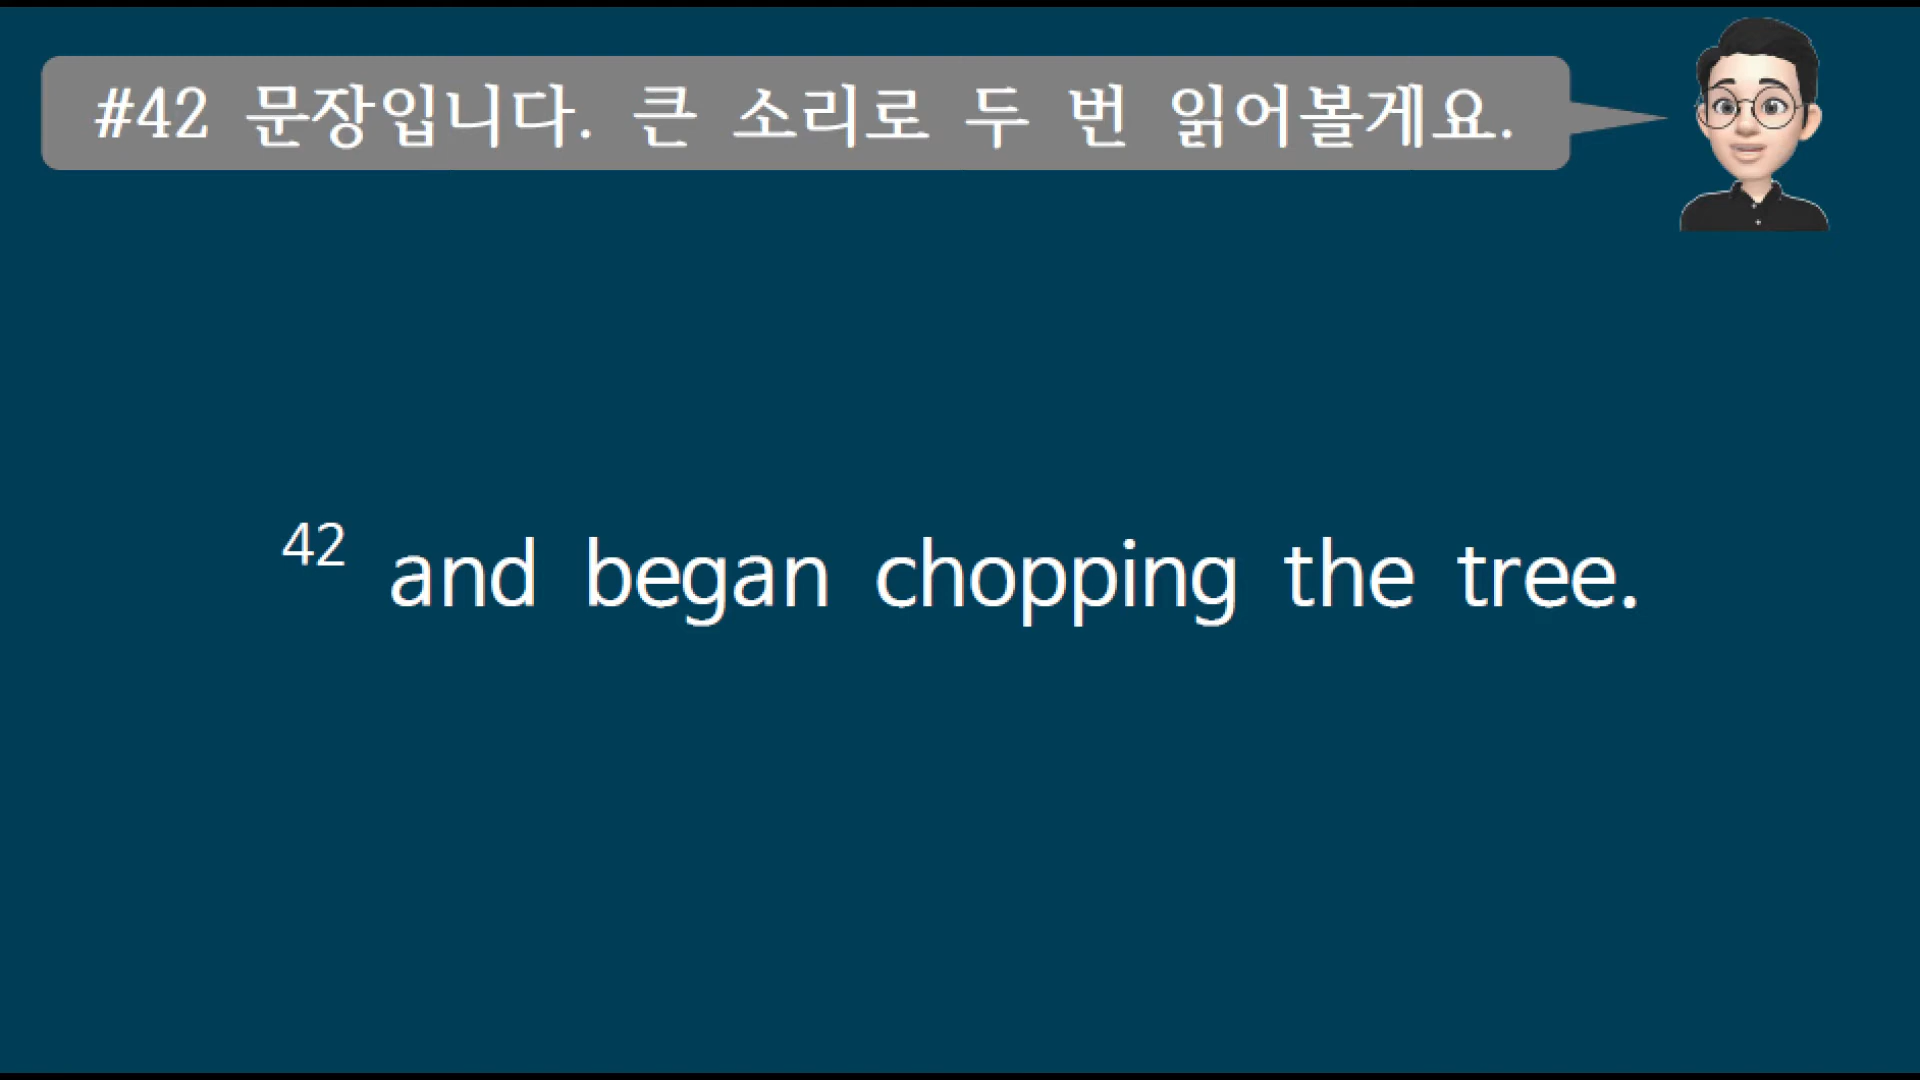 #42 문장입니다. 큰 소리로 두 번 읽어볼게요.
42 and began chopping the tree.